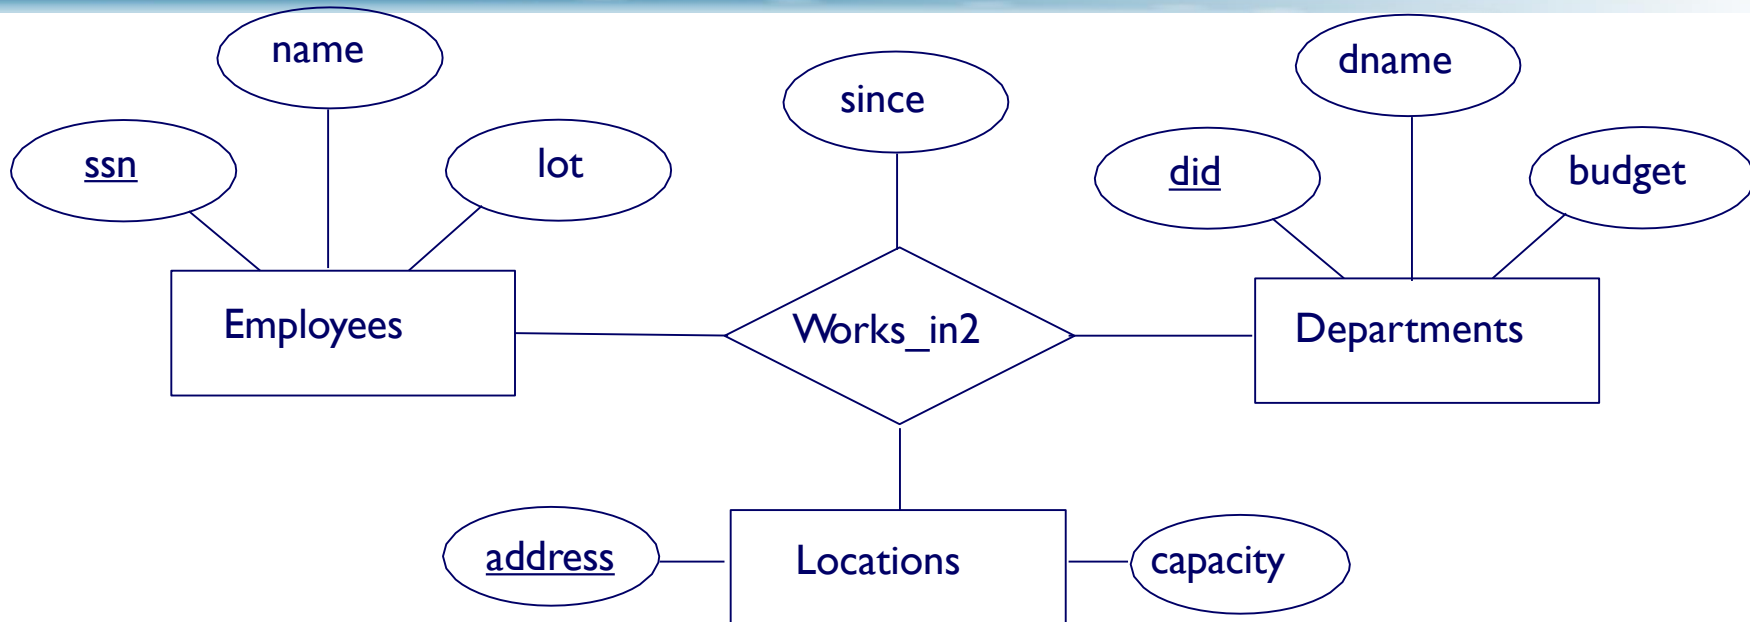 name
since
dname
ssn
lot
did
budget
Employees
Works_in2
Departments
address
Locations
capacity